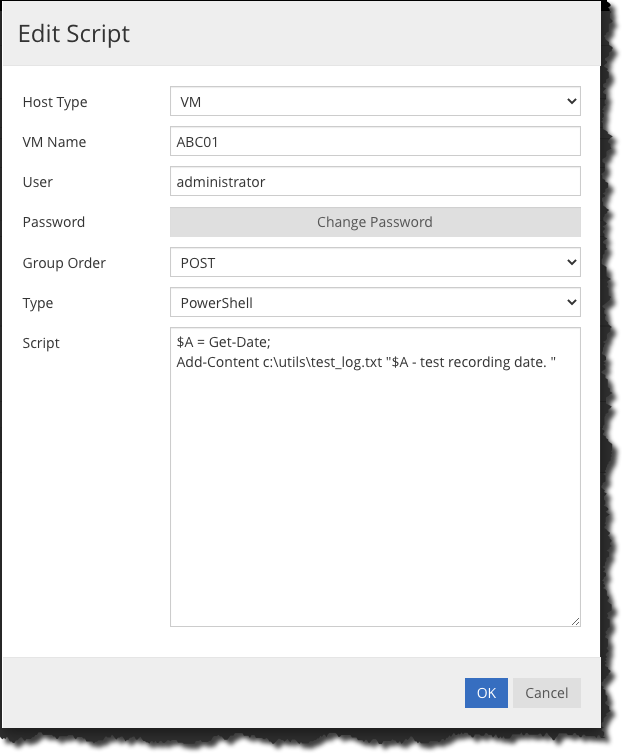 Edit Script
Host Type VM
VM Name ABC01
User administrator
Password Change Password
Group Order POST
Type PowerShell
Script $A = Get-Date;
Add-Content c:\utils\test_log.txt "$A - test recording date. "
OK Cancel